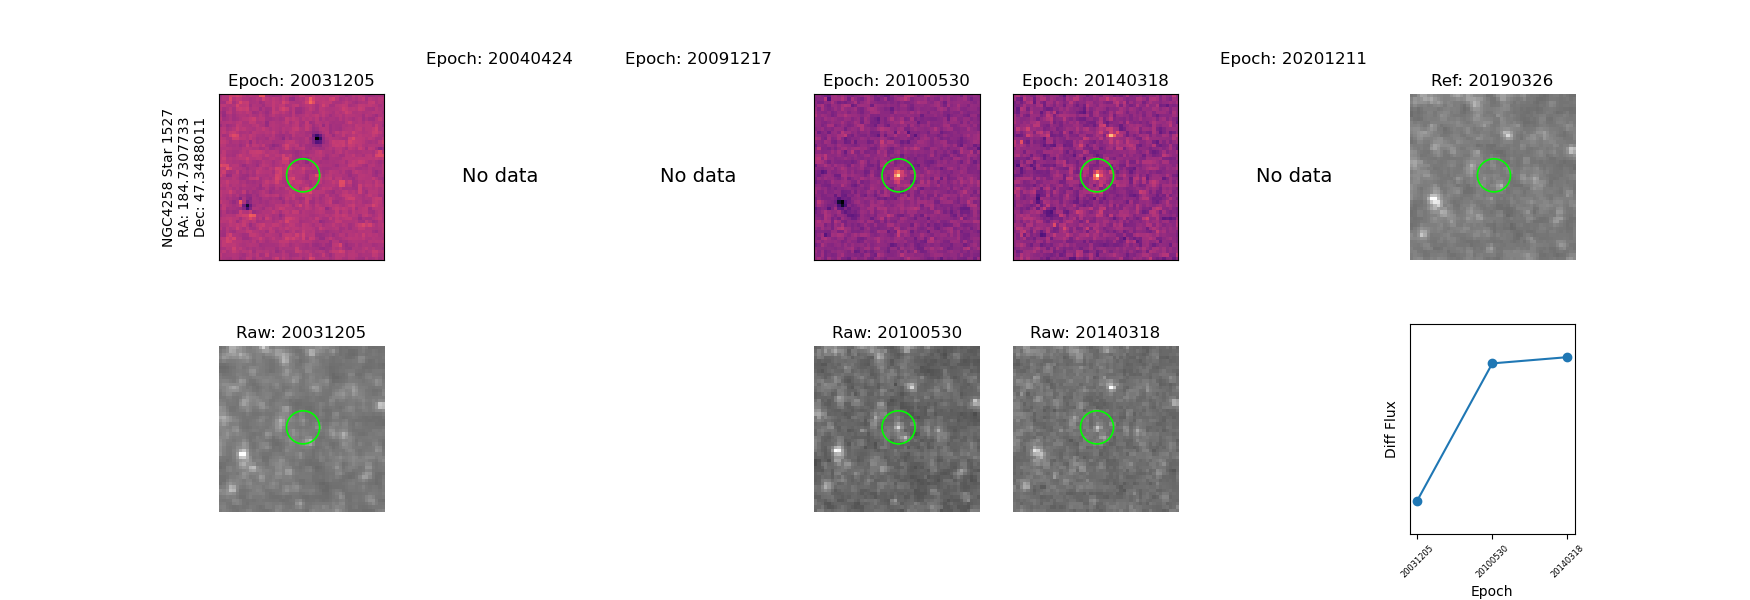 Epoch: 20040424
Epoch: 20091217
Epoch: 20201211
Epoch: 20031205
Epoch: 20100530
Epoch: 20140318
Ref: 20190326
NGC4258 Star 1527
RA: 184.7307733
Dec: 47.3488011
No data
No data
No data
Raw: 20031205
Raw: 20100530
Raw: 20140318
Diff Flux
20031205
20100530
20140318
Epoch